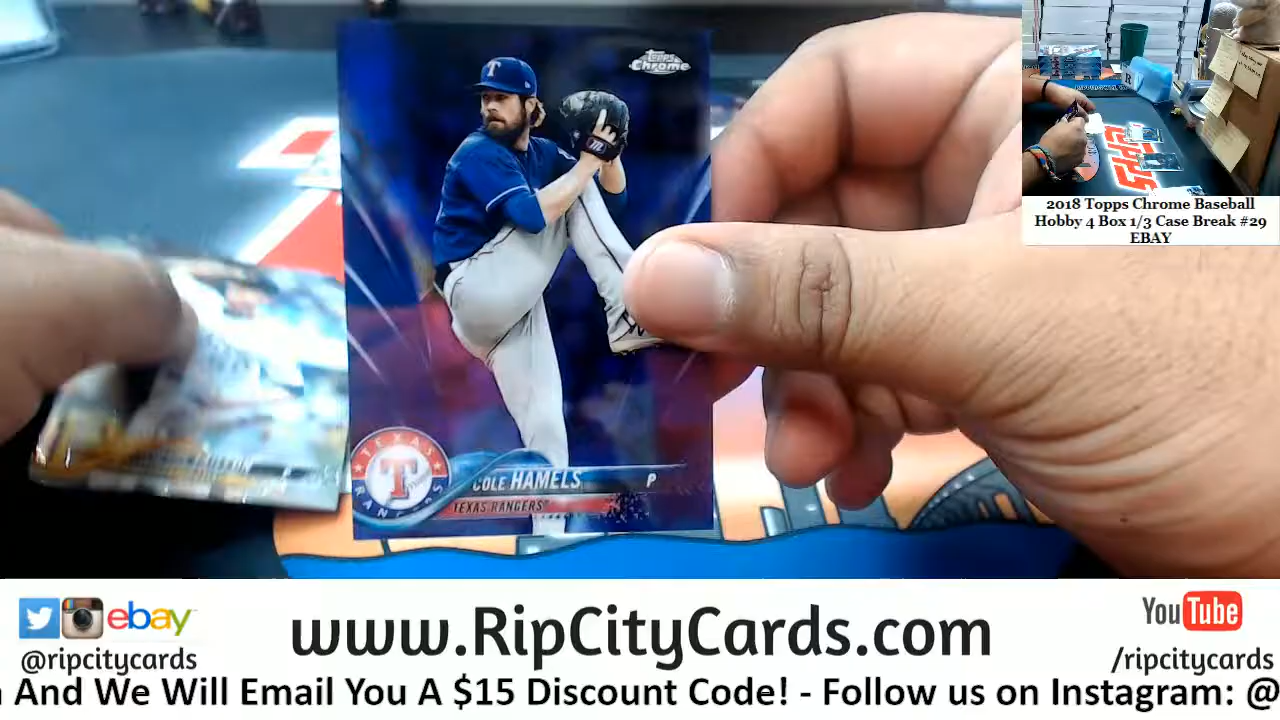 Topps
Chrome
T
TEXAS
RANGERS
T
COLE HAMELS P
TEXAS RANGERS
2018 Topps Chrome Baseball
Hobby 4 Box 1/3 Case Break #29
EBAY
ebay
@ripcitycards
www.RipCityCards.com
YouTube
/ripcitycards
And We Will Email You A $15 Discount Code! - Follow us on Instagram: @